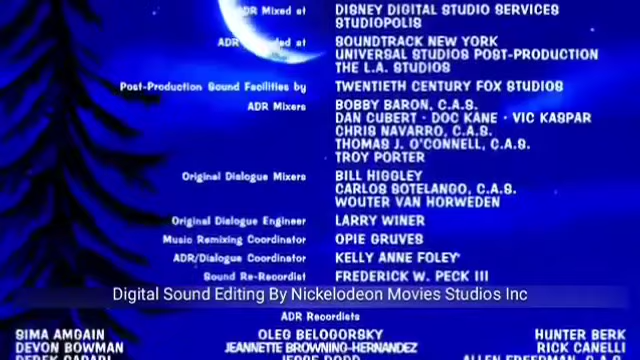 ADR Mixed at DISNEY DIGITAL STUDIO SERVICES
STUDIOPOLIS
ADR SOUNDTRACK NEW YORK
UNIVERSAL STUDIOS POST-PRODUCTION
THE L.A. STUDIOS
Post-Production Sound Facilities by TWENTIETH CENTURY FOX STUDIOS
ADR Mixers BOBBY BARON, C.A.S.
DAN CUBERT · DOC KANE · VIC KASPAR
CHRIS NAVARRO, C.A.S.
THOMAS J. O'CONNELL, C.A.S.
TROY PORTER
Original Dialogue Mixers BILL HIGGLEY
CARLOS SOTELANGO, C.A.S.
WOUTER VAN HORWEDEN
Original Dialogue Engineer LARRY WINER
Music Remixing Coordinator OPIE GRUVES
ADR/Dialogue Coordinator KELLY ANNE FOLEY
Sound Re-Recordist FREDERICK W. PECK III
Digital Sound Editing By Nickelodeon Movies Studios Inc
ADR Recordists
SIMA AMGAIN OLEG BELOGORSKY HUNTER BERK
DEVON BOWMAN JEANNETTE BROWNING-HERNANDEZ RICK CANELLI